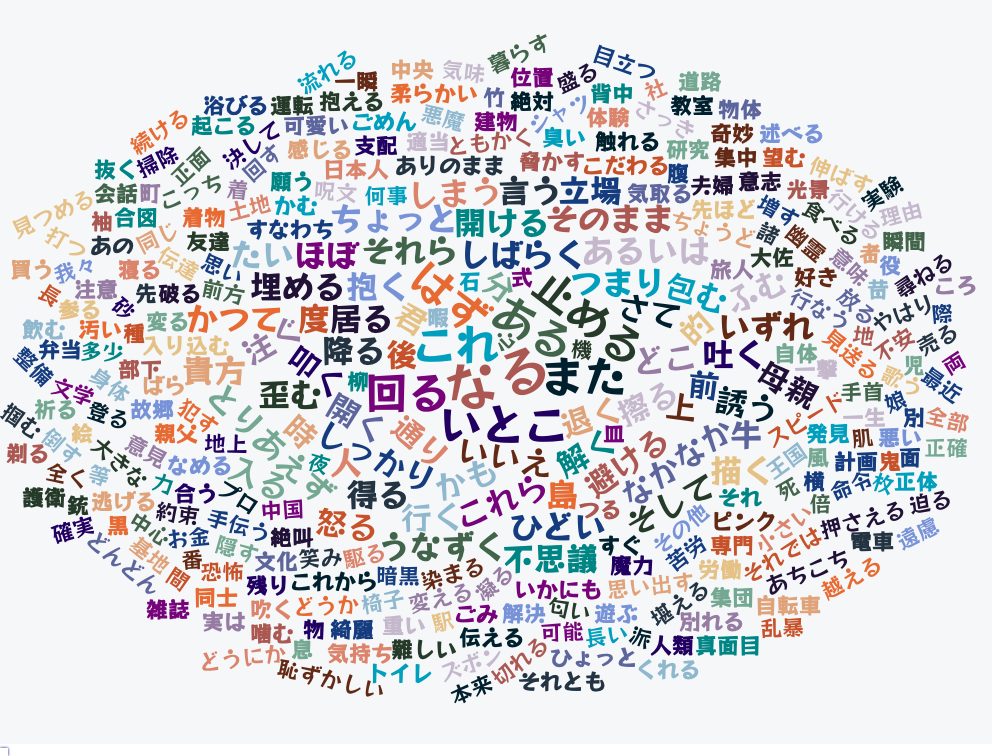 暮らす
流れる
一瞬
中央
気味
位置
盛る
目立つ
道路
浴びる
運転
抱える
柔らかい
竹
絶対
シャツ
背中
社
教室
物体
続ける
起こる
可愛い
ごめん
悪魔
建物
体験
さっき
奇妙
述べる
抜く
掃除
正面
決して
回す
感じる
支配
適当
ともかく
臭い
触れる
研究
集中
望む
日本人
ありのまま
脅かす
こだわる
腹
夫婦
意志
光景
伸ばす
実験
会話
町
こっち
着
願う
呪文
何事
しまう
言う
立場
気取る
見つめる
袖
合図
着物
土地
かむ
ちょっと
開ける
そのまま
ちょうど
先ほど
増す
食べる
行ける
理由
打つ
あの
同じ
友達
すなわち
たい
ほぼ
それら
しばらく
あるいは
諸
幽霊
者
瞬間
買う
我々
寝る
伝達
思い
埋める
抱く
はず
石
分
式
つまり
包む
旅人
大佐
意味
役
長
注意
砂
先
破る
前方
君
暇
ある
止める
さて
ふむ
好き
放る
苗
尋ねる
ころ
参る
飲む
汚い
種
変る
かつて
ぐ
度
居る
これ
心
機
的
いずれ
行なう
地
やはり
際
弁当
多少
入り込む
注
叩く
降る
後
なる
また
どこ
吐く
自体
見送る
不安
売る
整備
文学
部下
ばら
貴方
歪む
柳
回る
前
誘う
母親
一撃
歌う
児
両
最近
身体
とりあえず
開く
いとこ
退く
擦る
上
スピード
手首
娘
掴む
祈る
登る
故郷
犯す
時
しっかり
通り
いいえ
解く
皿
なかなか
牛
一生
別
全部
剃る
倒す
絵
大きな
親父
地上
夜
人
かも
避ける
描く
王国
発見
肌
悪い
正確
全く
等
意見
なめる
入る
得る
行く
これら
島
つる
そして
それ
死
風
計画
鬼
面
護衛
銃
逃げる
力
合う
プロ
中国
怒る
ひどい
その他
ピンク
倍
横
命令
正体
確実
黒
中心
約束
手伝う
絶叫
うなずく
不思議
すぐ
専門
小さい
押さえる
迫る
どんどん
基地
お金
隠す
文化
笑み
駆る
魔力
苦労
それでは
電車
遠慮
間
番
恐怖
残り
これから
暗黒
染まる
凝る
いかにも
思い出す
労働
あちこち
越える
雑誌
同士
吹く
どうか
椅子
変える
ごみ
解決
匂い
遊ぶ
堪える
集団
自転車
実は
噛む
物
綺麗
重い
駅
伝える
可能
長い
派
別れる
乱暴
どうにか
息
気持ち
難しい
人類
真面目
恥ずかしい
トイレ
ズボン
切れる
ひょっと
くれる
本来
それとも